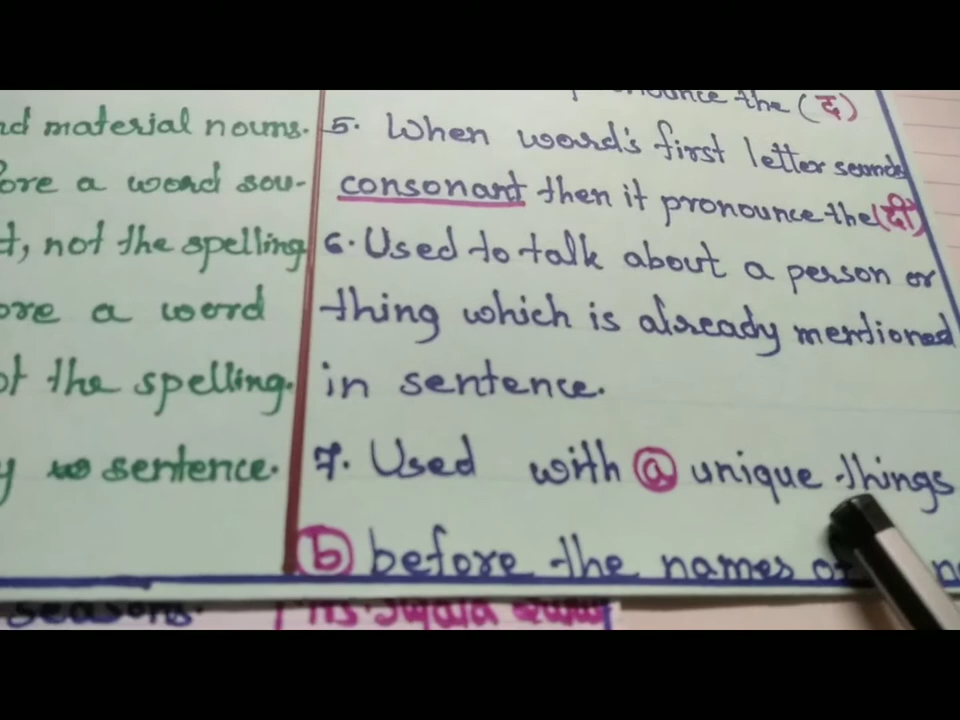 nd material nouns.
ore a word sou-
t, not the spelling
ore a word
ot the spelling.
y sentence.
seasons.
the (द)
5. When word's first letter sounds
consonant then it pronounce the (दी)
6. Used to talk about a person or
thing which is already mentioned
in sentence.
7. Used with (a) unique things
(b) before the names of